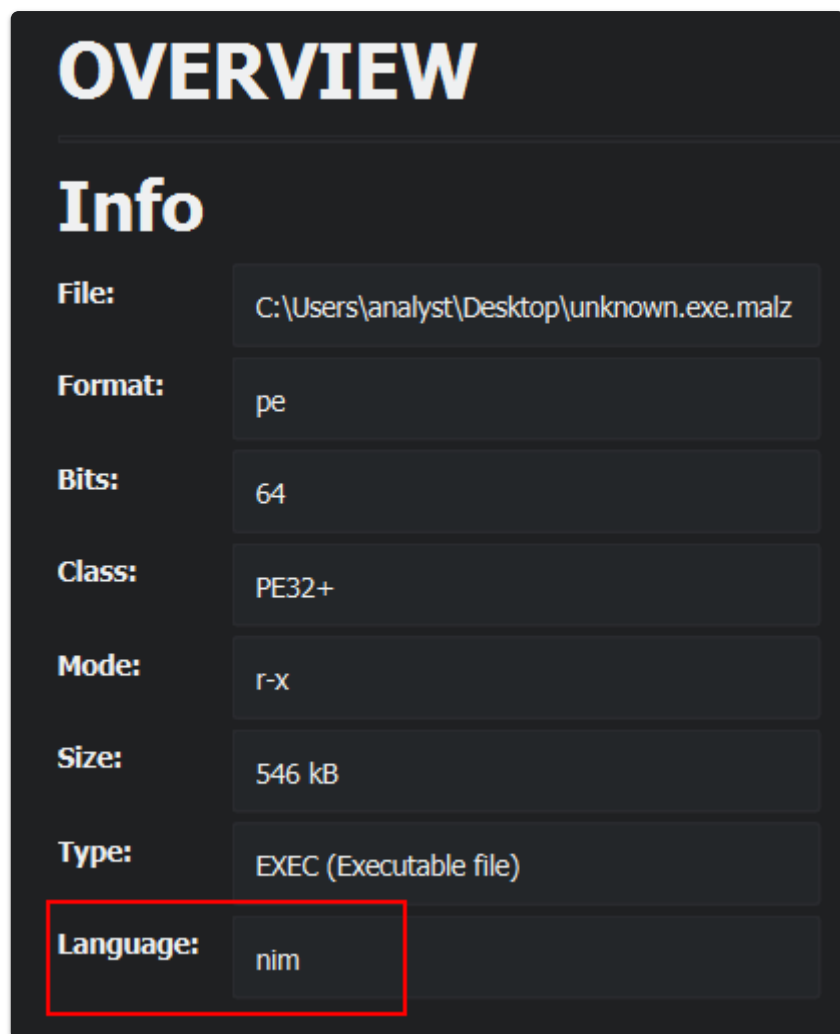 OVERVIEW
Info
File: C:\Users\analyst\Desktop\unknown.exe.malz
Format: pe
Bits: 64
Class: PE32+
Mode: r-x
Size: 546 kB
Type: EXEC (Executable file)
Language: nim